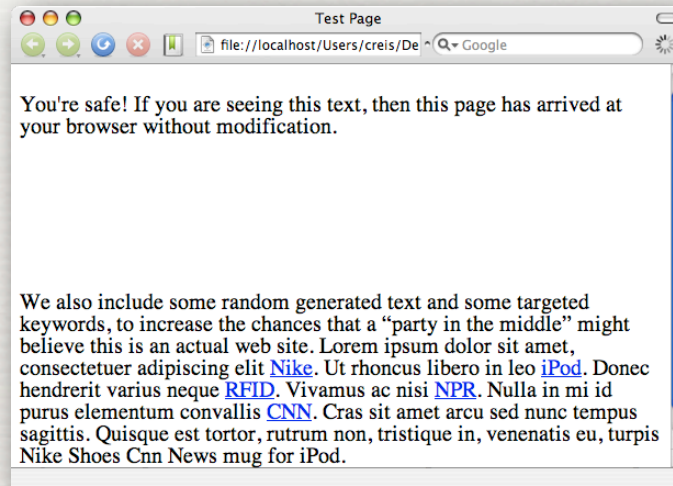 Test Page
file://localhost/Users/creis/De
Google
You're safe! If you are seeing this text, then this page has arrived at
your browser without modification.
We also include some random generated text and some targeted
keywords, to increase the chances that a “party in the middle” might
believe this is an actual web site. Lorem ipsum dolor sit amet,
consectetuer adipiscing elit Nike. Ut rhoncus libero in leo iPod. Donec
hendrerit varius neque RFID. Vivamus ac nisi NPR. Nulla in mi id
purus elementum convallis CNN. Cras sit amet arcu sed nunc tempus
sagittis. Quisque est tortor, rutrum non, tristique in, venenatis eu, turpis
Nike Shoes Cnn News mug for iPod.